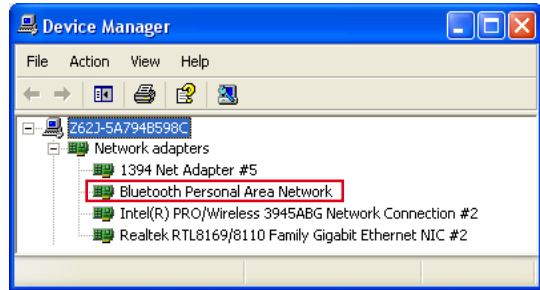 Device Manager
File Action View Help
Z62J-5A794B598C
Network adapters
1394 Net Adapter #5
Bluetooth Personal Area Network
Intel(R) PRO/Wireless 3945ABG Network Connection #2
Realtek RTL8169/8110 Family Gigabit Ethernet NIC #2